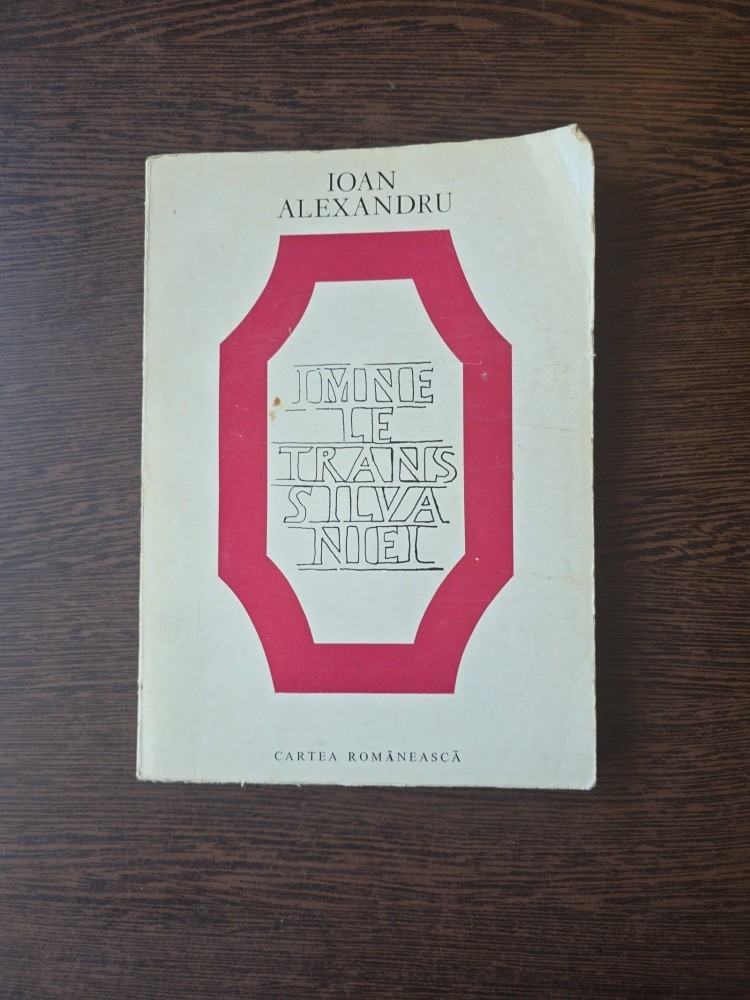 IOAN
ALEXANDRU
IMNE
LE
TRANS
SILVA
NIEI
CARTEA ROMÂNEASCĂ